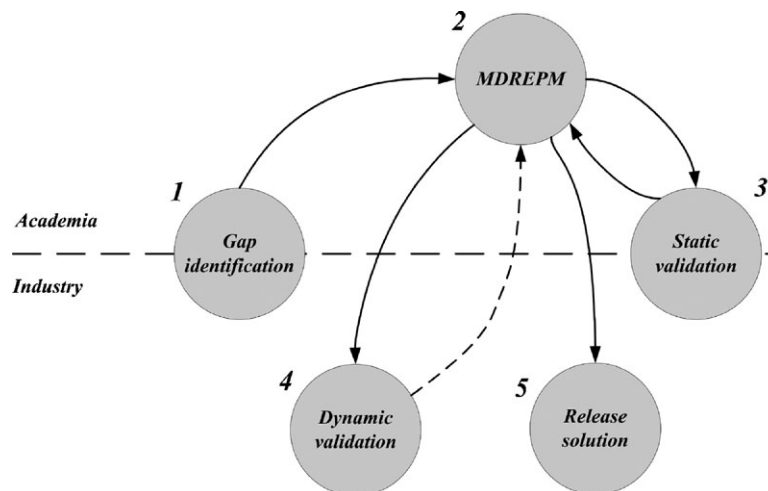 2
MDREPM
1
3
Academia
Gap
identification
Static
validation
Industry
4
5
Dynamic
validation
Release
solution